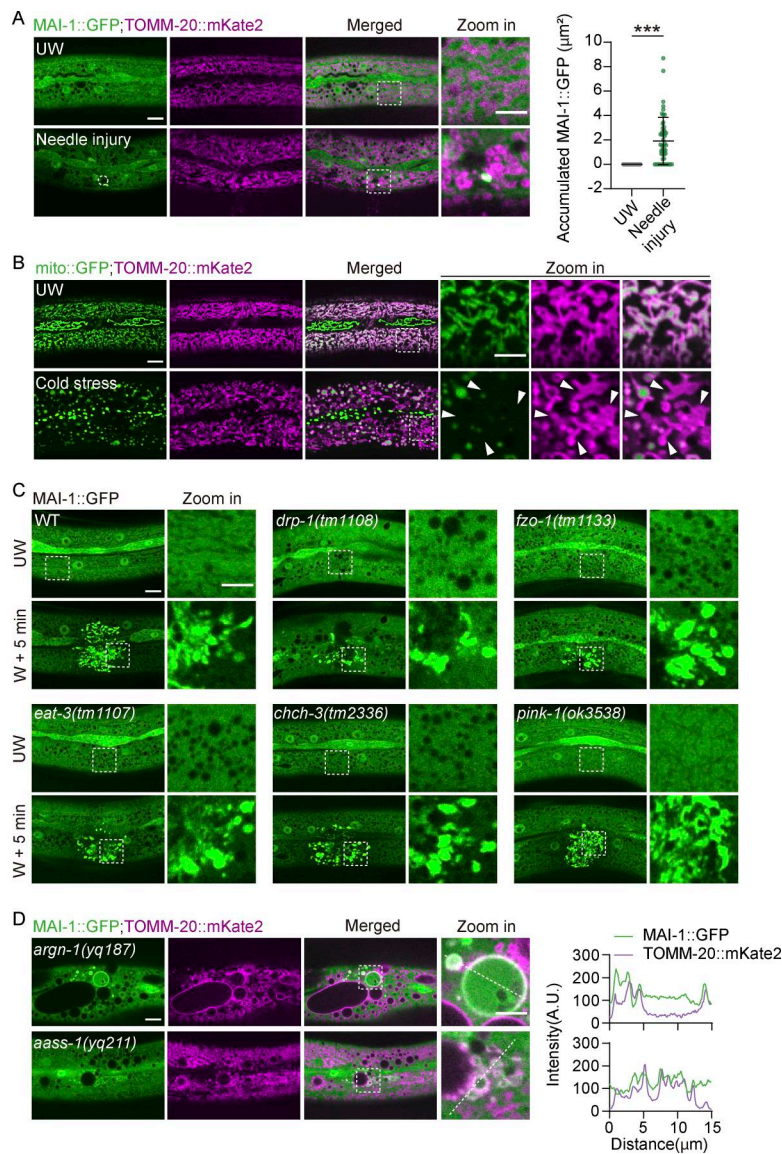 A
MAI-1::GFP;TOMM-20::mKate2
Merged
Zoom in
UW
Needle injury
***
Accumulated MAI-1::GFP (µm²)
10
8
6
4
2
0
-2
UW
Needle
injury
B
mito::GFP;TOMM-20::mKate2
Merged
Zoom in
UW
Cold stress
C
MAI-1::GFP
Zoom in
UW
WT
drp-1(tm1108)
fzo-1(tm1133)
W + 5 min
UW
eat-3(tm1107)
chch-3(tm2336)
pink-1(ok3538)
W + 5 min
D
MAI-1::GFP;TOMM-20::mKate2
Merged
Zoom in
argn-1(yq187)
aass-1(yq211)
MAI-1::GFP
TOMM-20::mKate2
Intensity(A.U.)
300
200
100
0
300
200
100
0
0
5
10
15
Distance(µm)